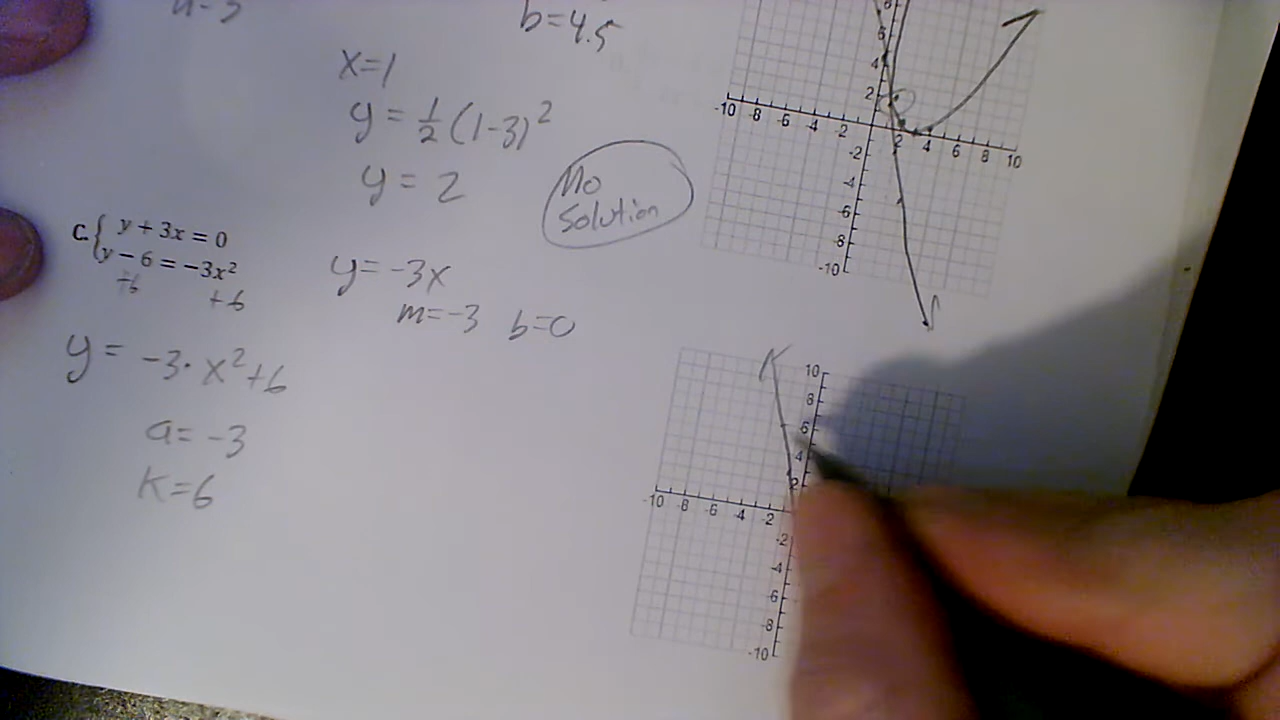 b=4.5
x=1
y = 1/2 (1-3)²
y = 2
No
Solution
C. { y + 3x = 0
y − 6 = −3x²
+6 +6
y = -3x
m=-3 b=0
y = -3· x²+6
a= -3
K=6
8
6
4
2
-10 -8 -6 -4 -2 2 4 6 8 10
-2
-4
-6
-8
-10
10
8
6
4
2
-10 -8 -6 -4 -2
-2
-4
-6
-8
-10